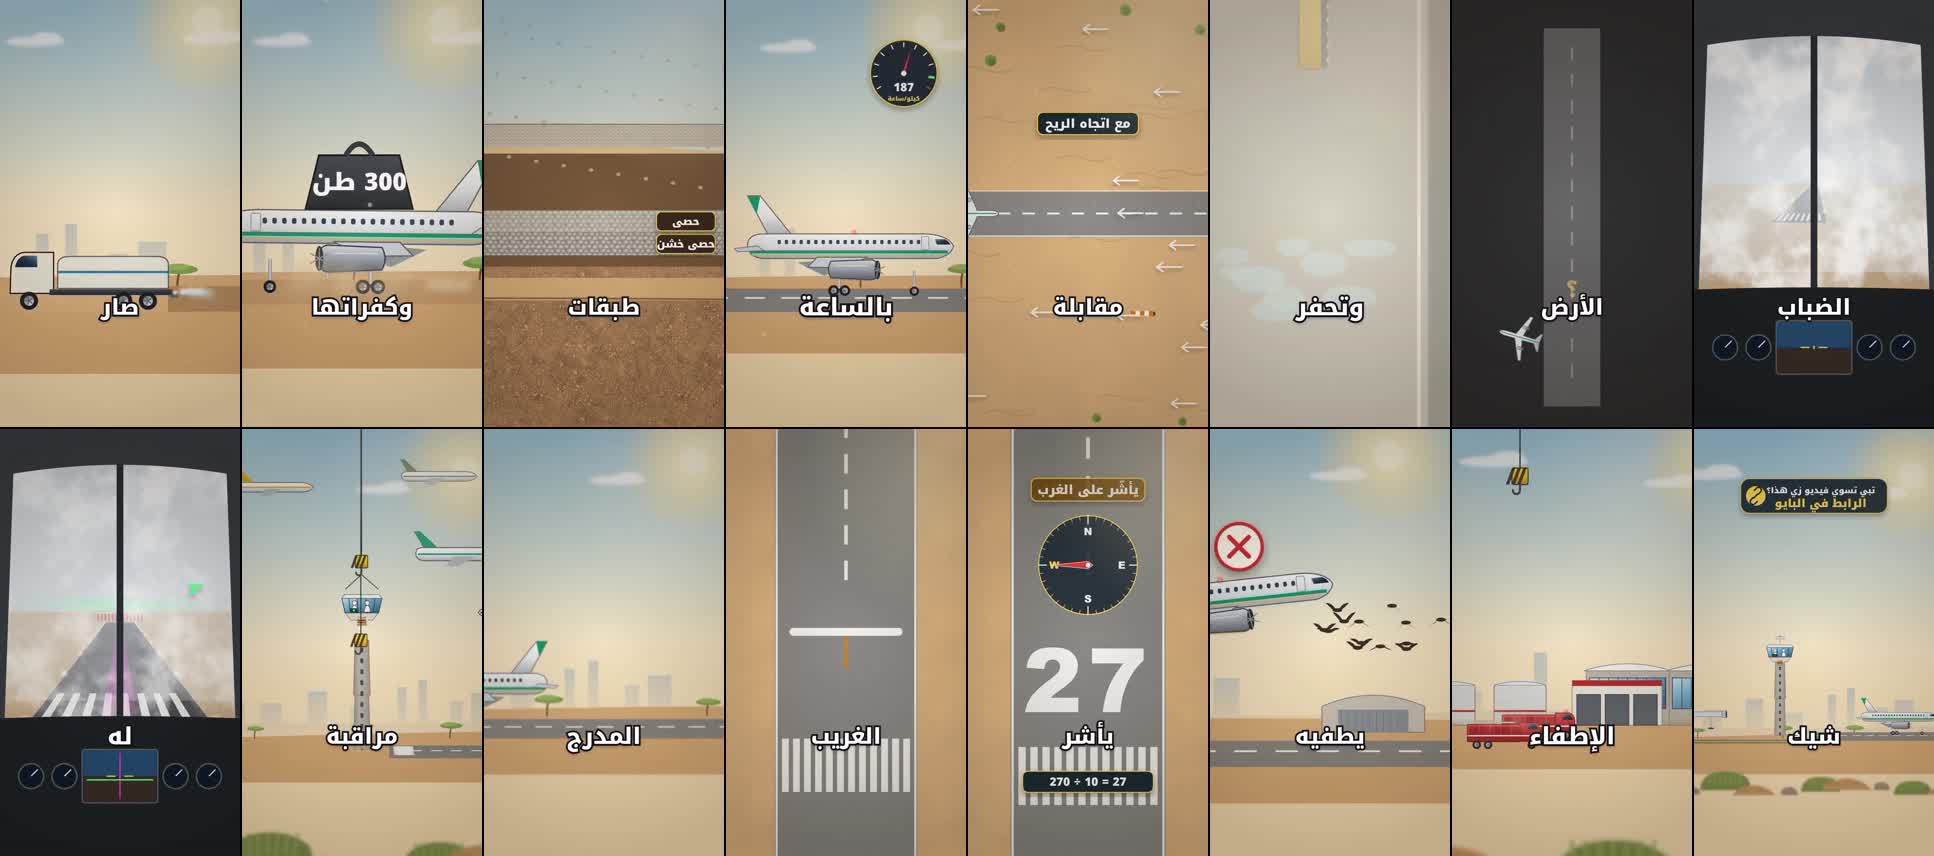 صار
300 طن
وكفراتها
حصى
حصى خشن
طبقات
187
كيلو/ساعة
بالساعة
مع اتجاه الريح
مقابلة
وتحفر
؟
الأرض
الضباب
له
مراقبة
المدرج
الغريب
يأشر على الغرب
N
W
E
S
27
يأشر
270 ÷ 10 = 27
يطفيه
الإطفاء
تبي تسوي فيديو زي هذا؟
الرابط في البايو
شيك